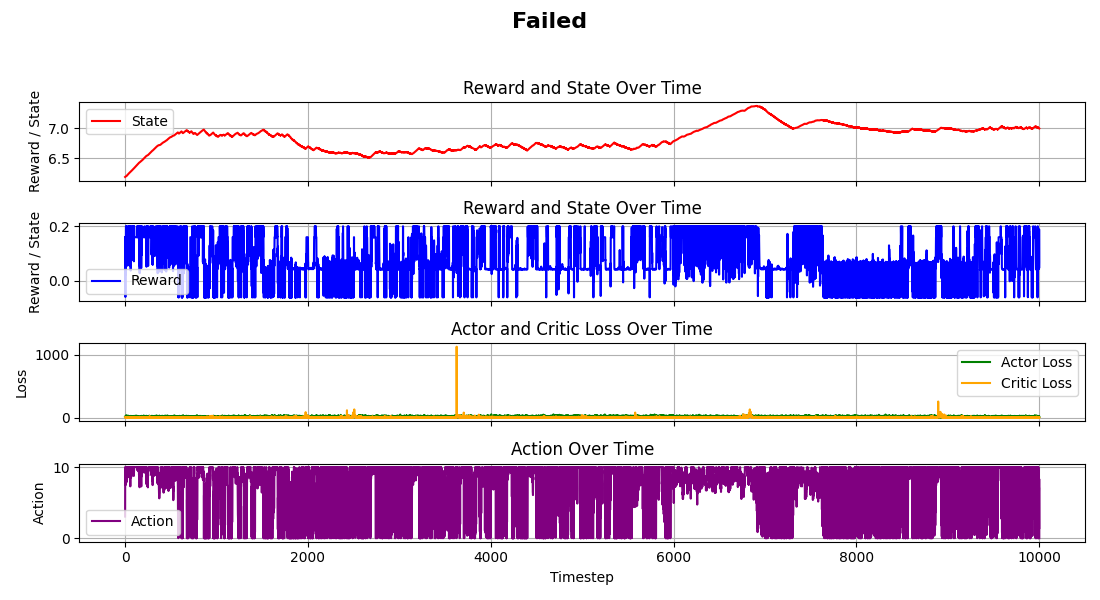 Failed
Reward and State Over Time
Reward / State
7.0
6.5
State
Reward and State Over Time
Reward / State
0.2
0.0
Reward
Actor and Critic Loss Over Time
Loss
1000
0
Actor Loss
Critic Loss
Action Over Time
Action
10
0
Action
0 2000 4000 6000 8000 10000
Timestep